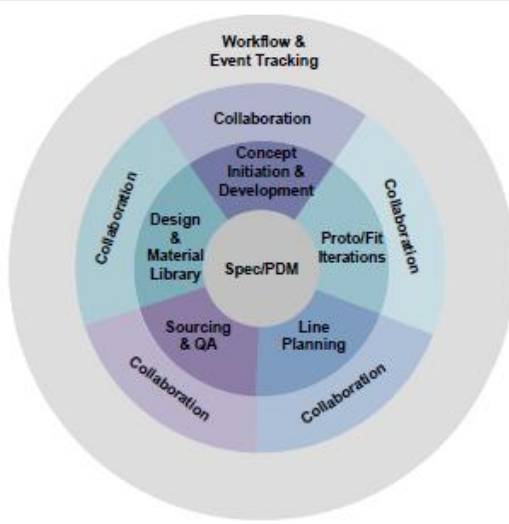 Workflow &
Event Tracking
Collaboration
Concept
Initiation &
Development
Collaboration
Design
&
Material
Library
Spec/PDM
Proto/Fit
Iterations
Collaboration
Sourcing
& QA
Line
Planning
Collaboration
Collaboration